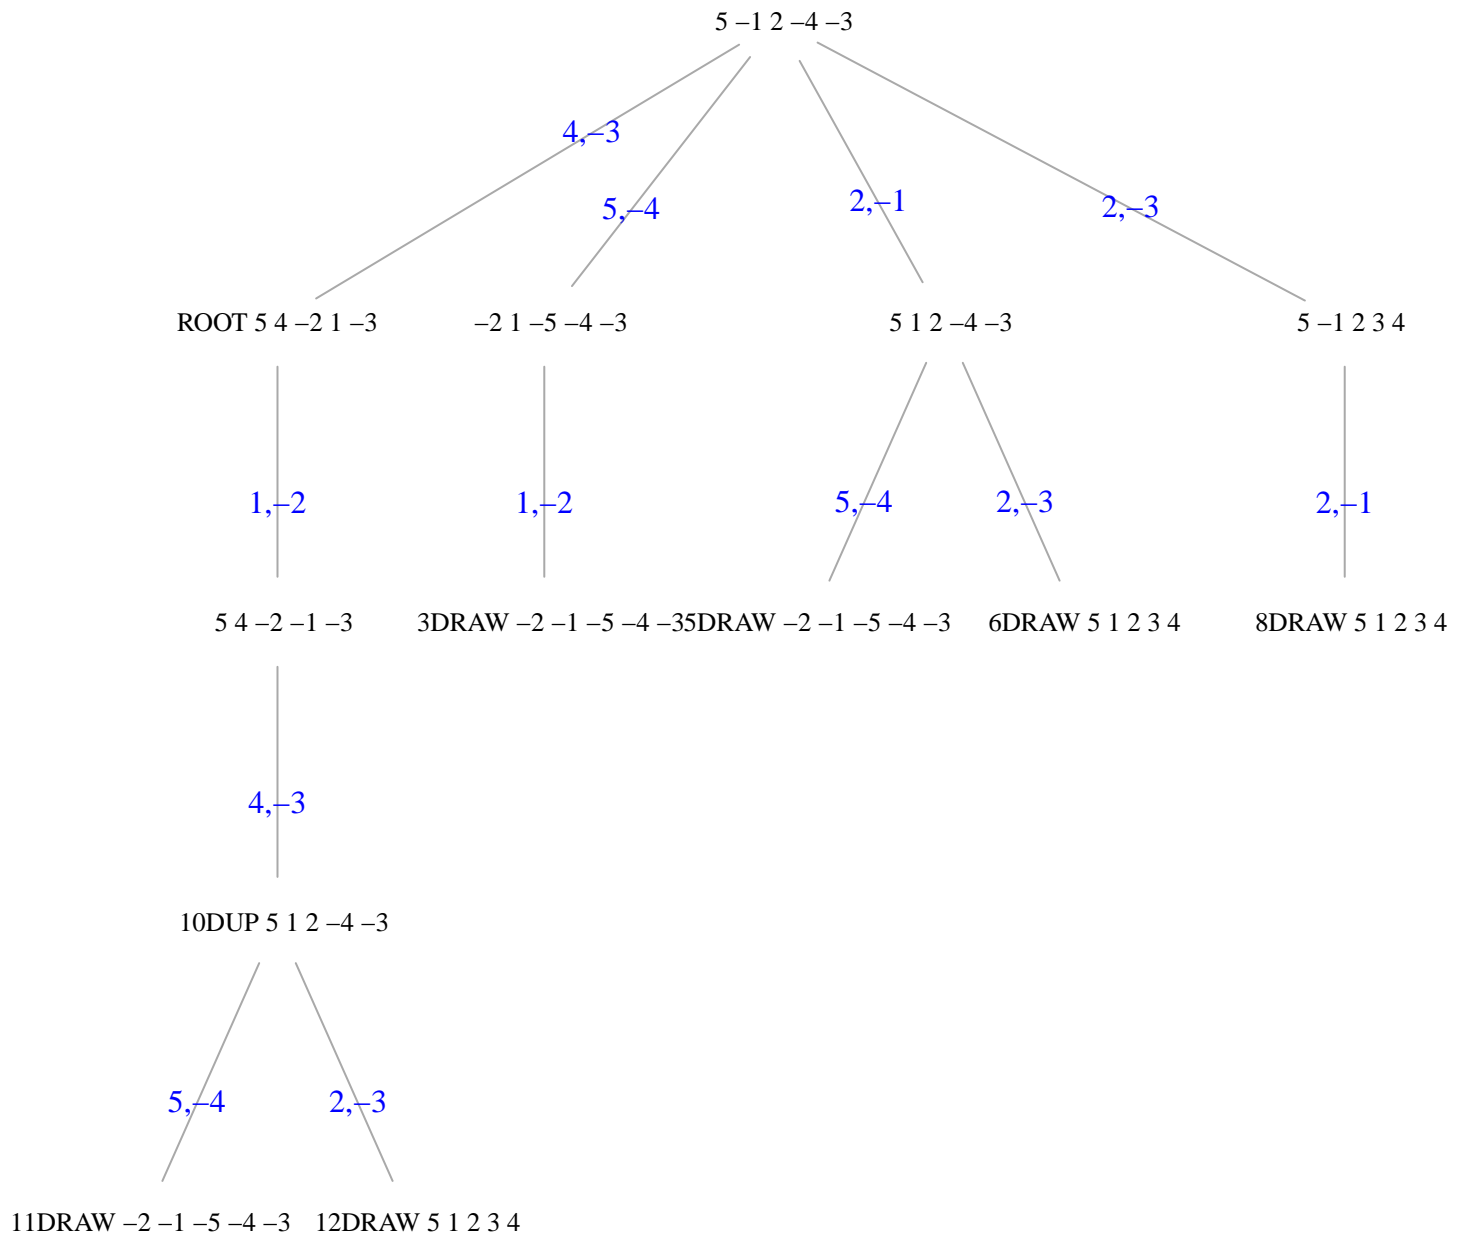 5 –1 2 –4 –3
4,–3
5,–4
2,–1
2,–3
ROOT 5 4 –2 1 –3
–2 1 –5 –4 –3
5 1 2 –4 –3
5 –1 2 3 4
1,–2
1,–2
5,–4
2,–3
2,–1
5 4 –2 –1 –3
3DRAW –2 –1 –5 –4 –3
5DRAW –2 –1 –5 –4 –3
6DRAW 5 1 2 3 4
8DRAW 5 1 2 3 4
4,–3
10DUP 5 1 2 –4 –3
5,–4
2,–3
11DRAW –2 –1 –5 –4 –3
12DRAW 5 1 2 3 4